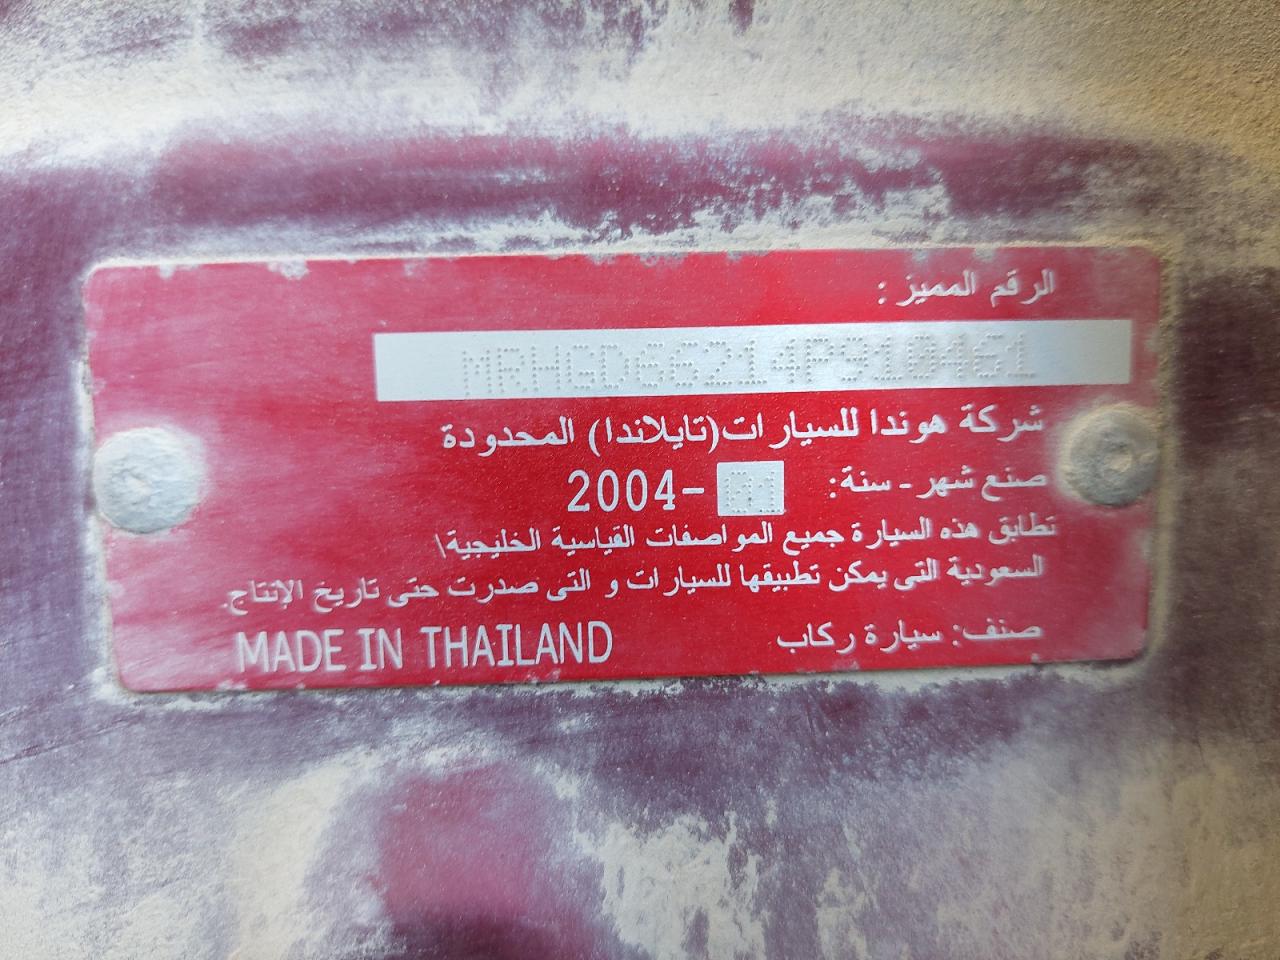 الرقم المميز :
MRHGD66214P910461
شركة هوندا للسيارات(تايلاندا) المحدودة
صنع شهر - سنة: 01-2004
تطابق هذه السيارة جميع المواصفات القياسية الخليجية\
السعودية التى يمكن تطبيقها للسيارات و التى صدرت حتى تاريخ الإنتاج.
صنف: سيارة ركاب MADE IN THAILAND